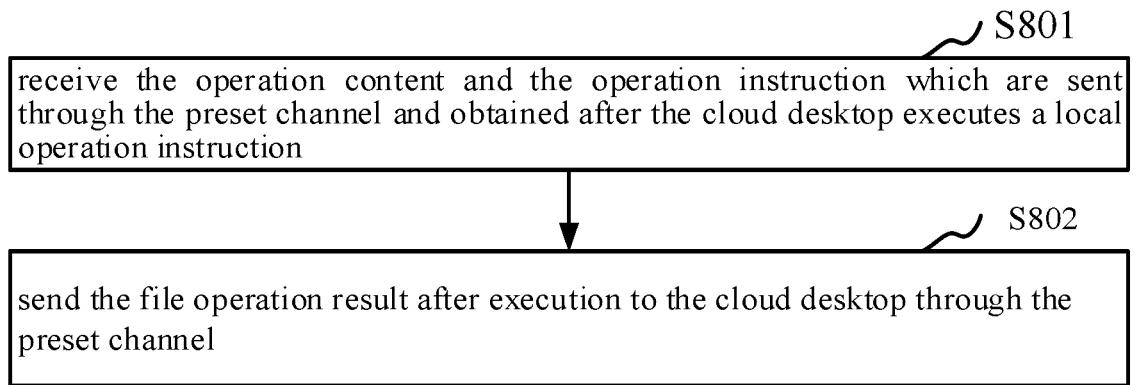 S801
receive the operation content and the operation instruction which are sent
through the preset channel and obtained after the cloud desktop executes a local
operation instruction
S802
send the file operation result after execution to the cloud desktop through the
preset channel